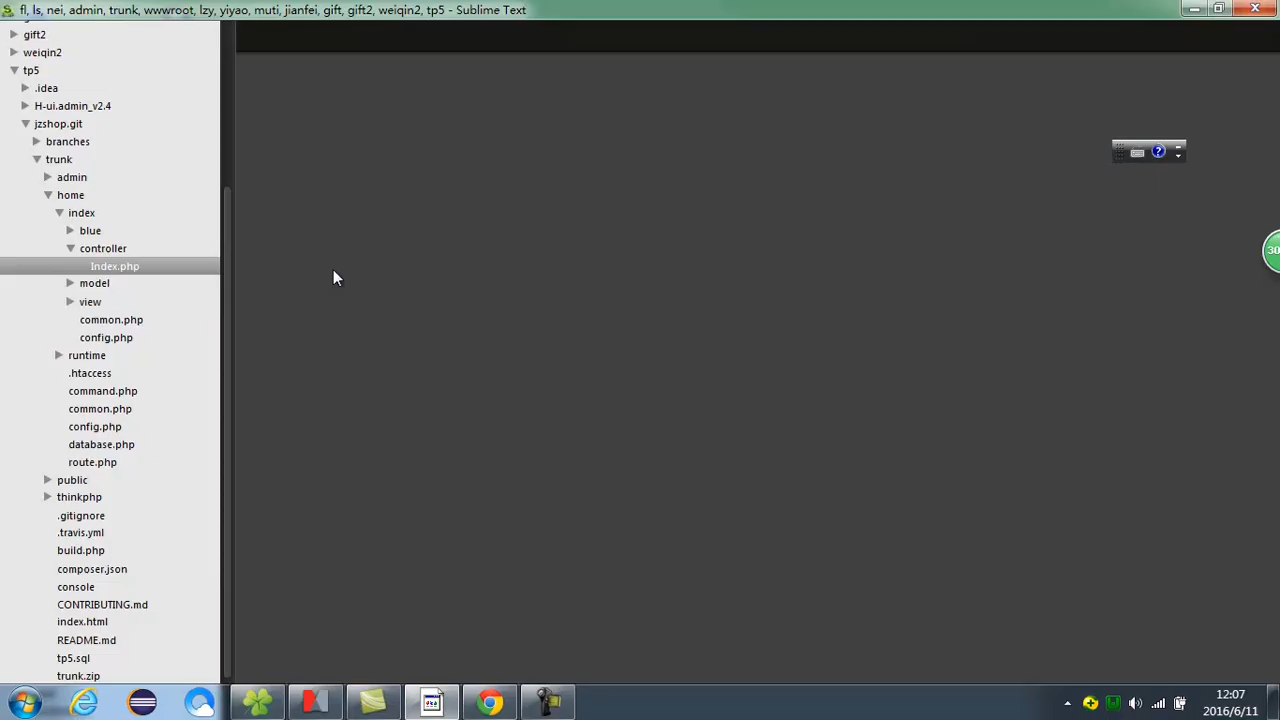 fl, ls, nei, admin, trunk, wwwroot, lzy, yiyao, muti, jianfei, gift, gift2, weiqin2, tp5 - Sublime Text
gift2
weiqin2
tp5
.idea
H-ui.admin_v2.4
jzshop.git
branches
trunk
admin
home
index
blue
controller
Index.php
model
view
common.php
config.php
runtime
.htaccess
command.php
common.php
config.php
database.php
route.php
public
thinkphp
.gitignore
.travis.yml
build.php
composer.json
console
CONTRIBUTING.md
index.html
README.md
tp5.sql
trunk.zip
30
12:07
2016/6/11